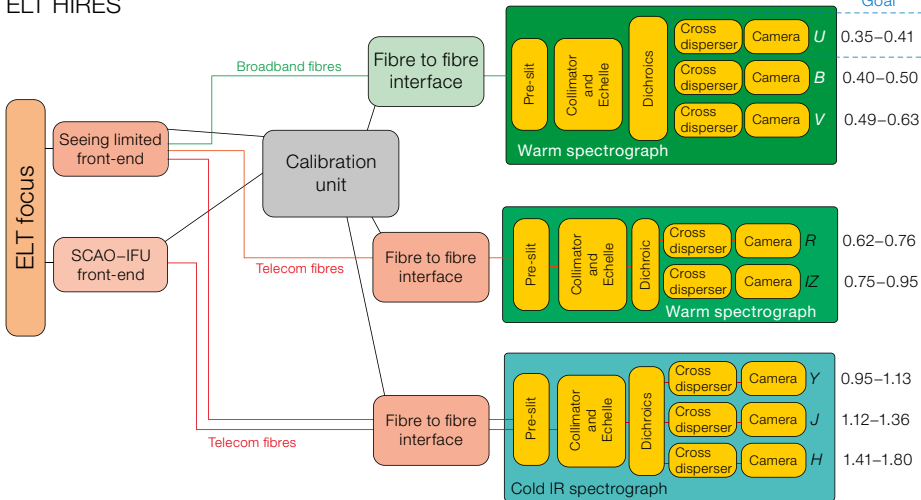 ELT HIRES
Goal
ELT focus
Seeing limited
front-end
SCAO–IFU
front-end
Broadband fibres
Telecom fibres
Telecom fibres
Calibration
unit
Fibre to fibre
interface
Fibre to fibre
interface
Fibre to fibre
interface
Pre-slit
Collimator
and
Echelle
Dichroics
Cross
disperser
Camera
U
0.35–0.41
Cross
disperser
Camera
B
0.40–0.50
Cross
disperser
Camera
V
0.49–0.63
Warm spectrograph
Pre-slit
Collimator
and
Echelle
Dichroic
Cross
disperser
Camera
R
0.62–0.76
Cross
disperser
Camera
IZ
0.75–0.95
Warm spectrograph
Pre-slit
Collimator
and
Echelle
Dichroics
Cross
disperser
Camera
Y
0.95–1.13
Cross
disperser
Camera
J
1.12–1.36
Cross
disperser
Camera
H
1.41–1.80
Cold IR spectrograph